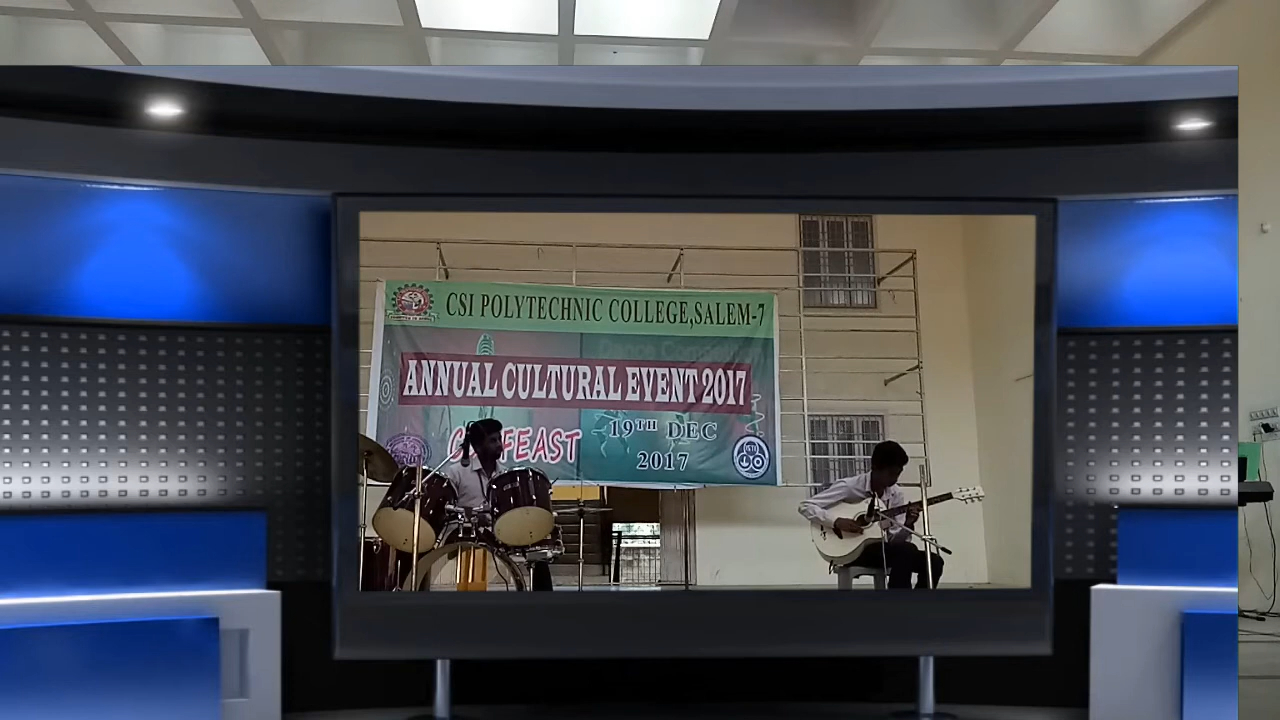 CSI POLYTECHNIC COLLEGE,SALEM-7
ANNUAL CULTURAL EVENT 2017
FEAST
19TH DEC
2017